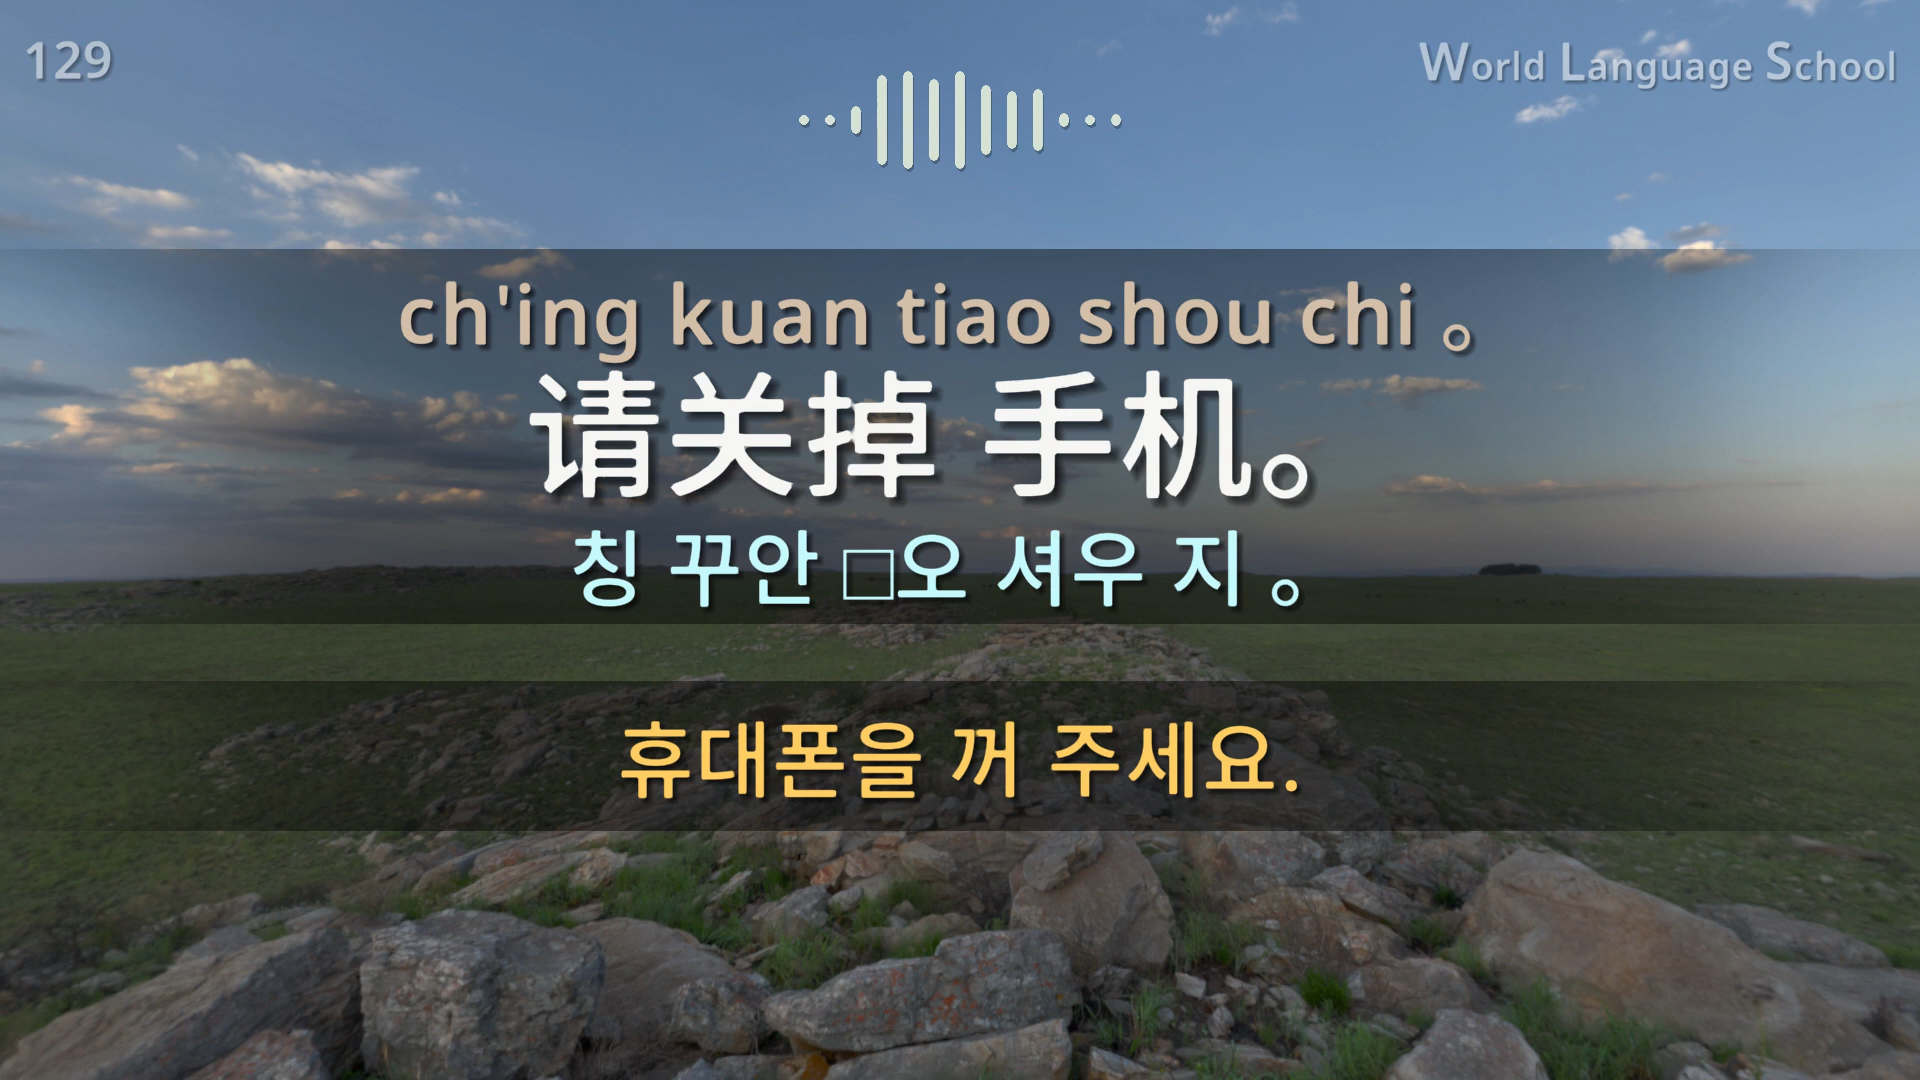 129
World Language School
ch'ing kuan tiao shou chi 。
请关掉 手机。
칭 꾸안 □오 셔우 지 。
휴대폰을 꺼 주세요.